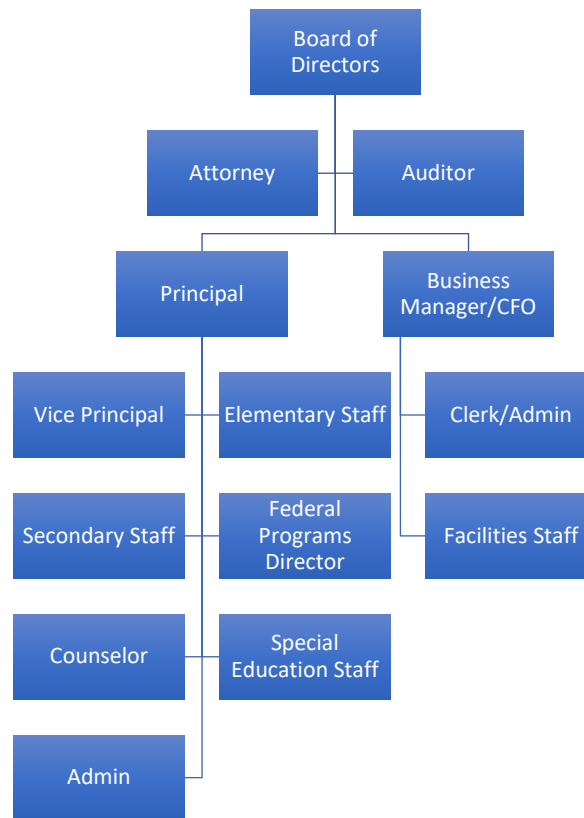 Board of
Directors
Attorney
Auditor
Principal
Business
Manager/CFO
Vice Principal
Elementary Staff
Clerk/Admin
Secondary Staff
Federal
Programs
Director
Facilities Staff
Counselor
Special
Education Staff
Admin